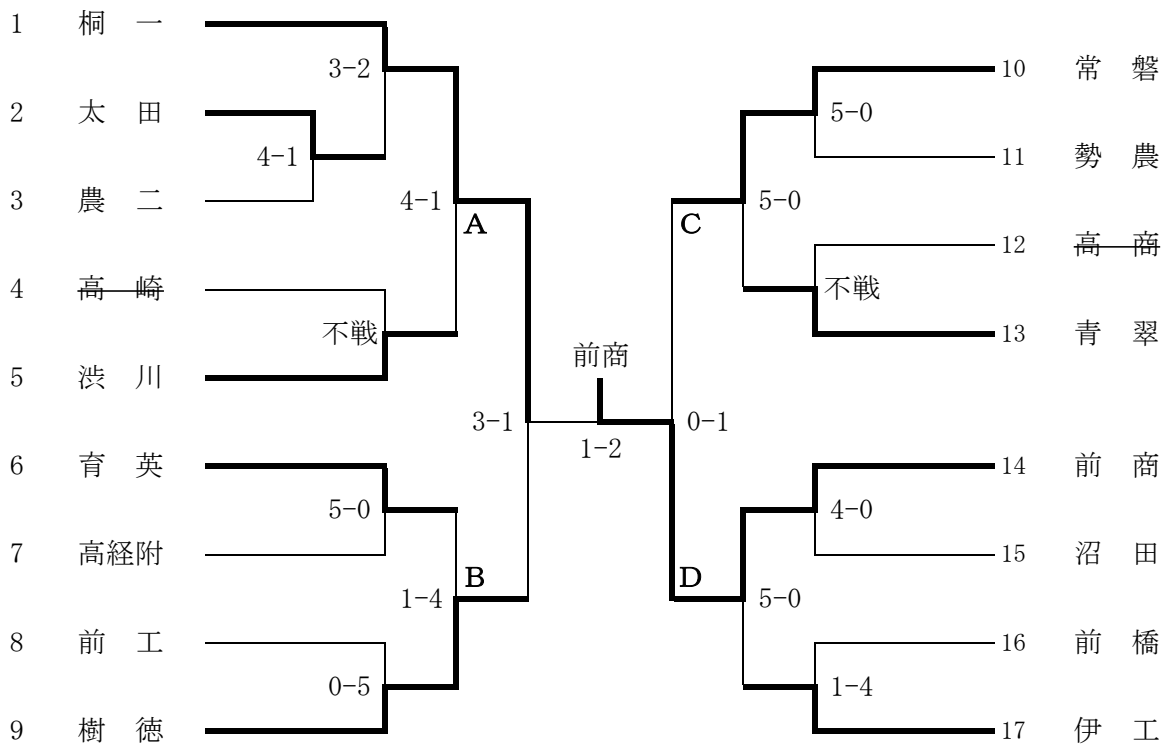 1 桐一
3-2
2 太田
4-1
3 農二
4-1
A
4 高崎
不戦
5 渋川
3-1
6 育英
5-0
7 高経附
B
1-4
8 前工
0-5
9 樹徳
前商
1-2
10 常磐
5-0
11 勢農
5-0
C
12 高商
不戦
13 青翠
0-1
14 前商
4-0
15 沼田
D
5-0
16 前橋
1-4
17 伊工